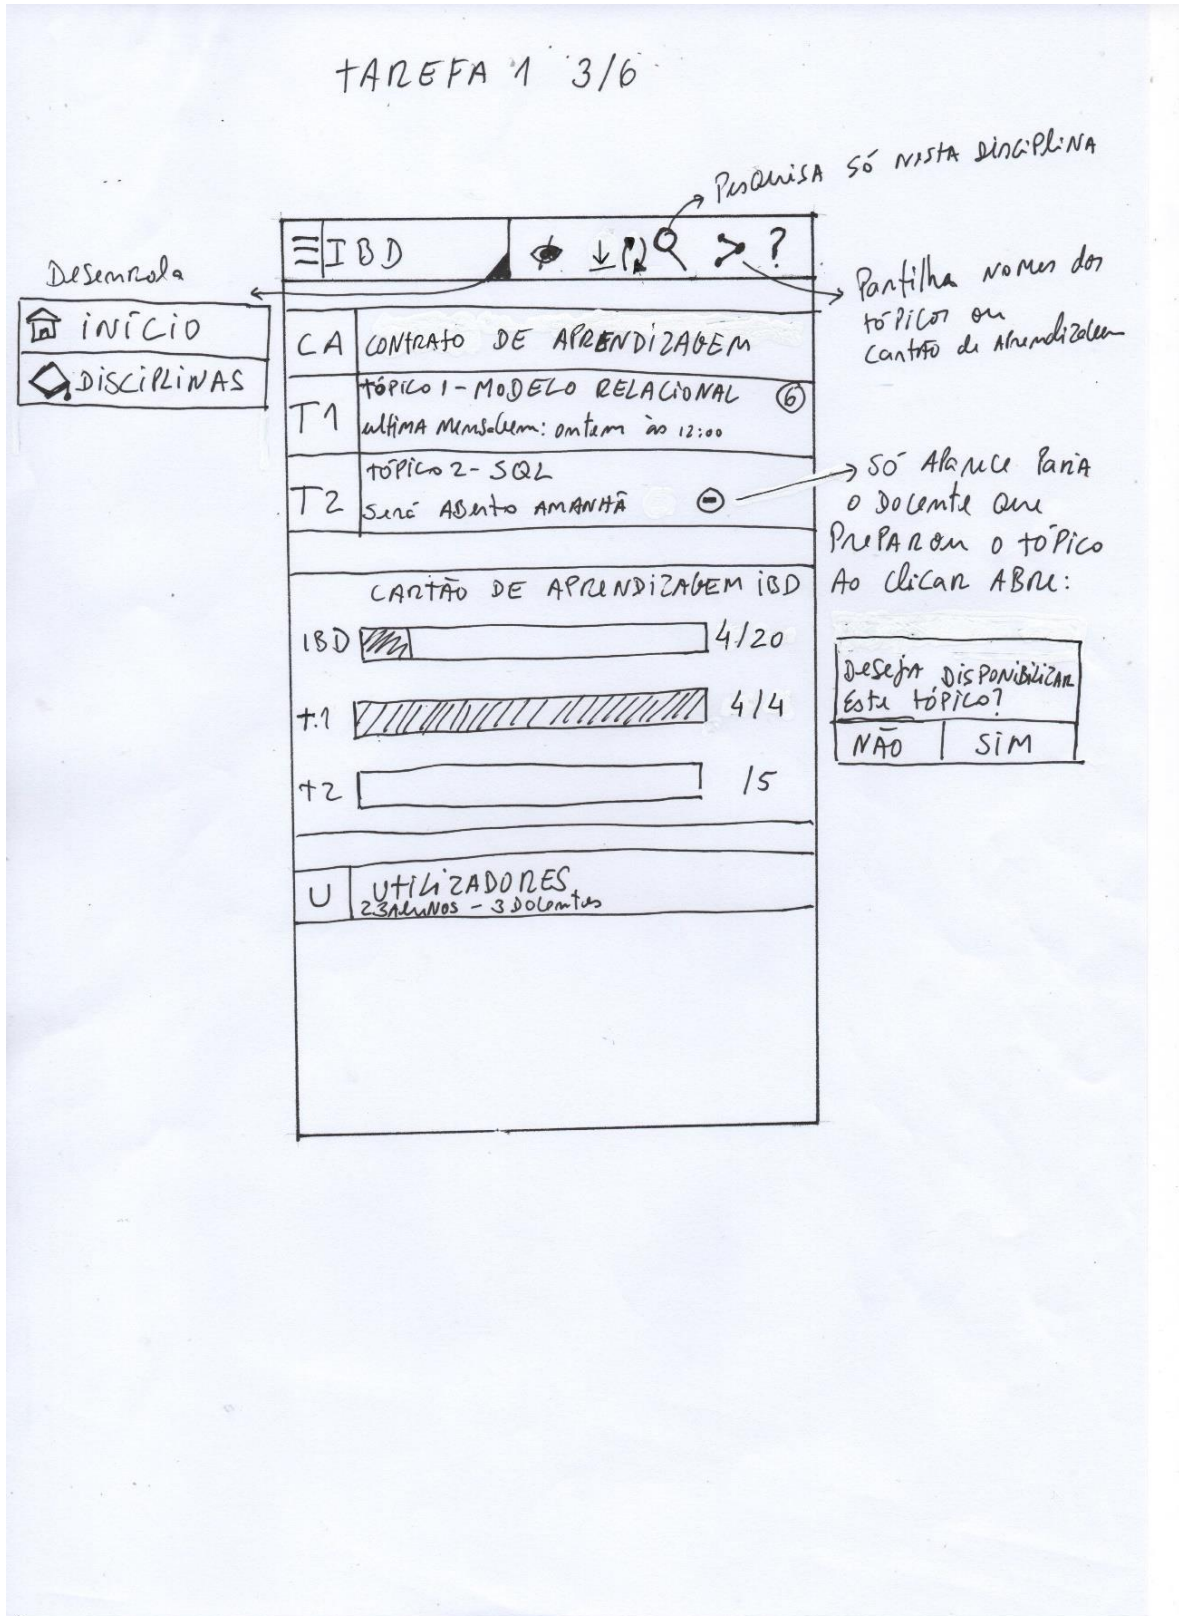 TAREFA 1 3/6
Pesquisa só nesta disciplina
IBD
?
Desenrola
INÍCIO
DISCIPLINAS
Partilha nomes dos
tópicos ou
Cartão de Aprendizagem
CA CONTRATO DE APRENDIZAGEM
T1 TÓPICO 1 - MODELO RELACIONAL 6
ultima mensagem: ontem às 12:00
T2 TÓPICO 2 - SQL
Será Aberto AMANHÃ
Só Aparece Para
o Docente que
PREPAROU o tóPico
Ao clicar ABRE:
CARTÃO DE APRENDIZAGEM IBD
IBD 4/20
T.1 4/4
T2 /5
Deseja DISPONIBILIZAR
Este tóPico?
NÃO SIM
U UTILIZADORES
23 Alunos - 3 Docentes